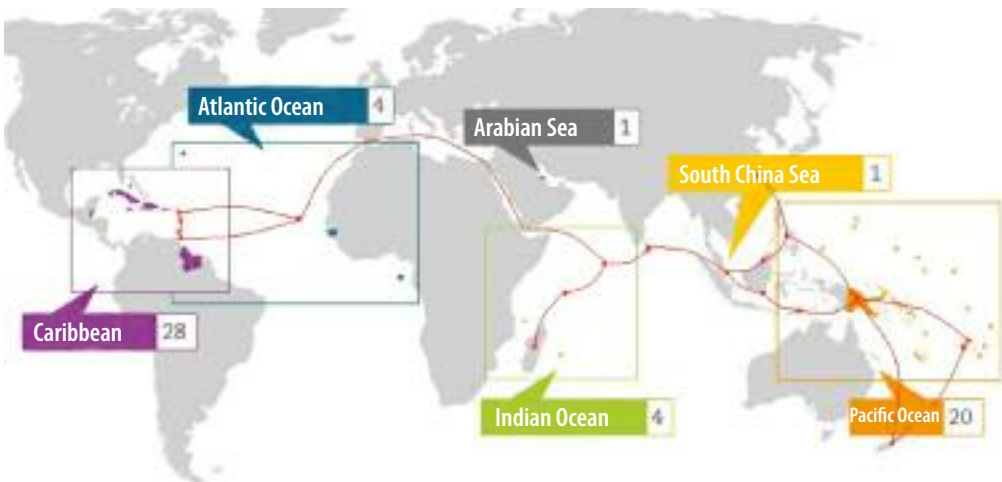 Atlantic Ocean 4
Arabian Sea 1
South China Sea 1
Caribbean 28
Indian Ocean 4
Pacific Ocean 20